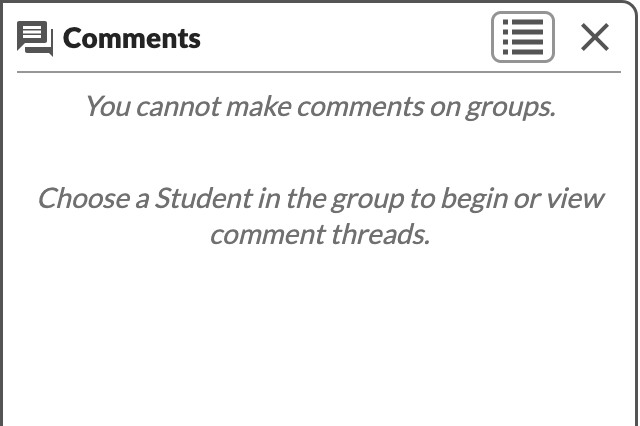 Comments
You cannot make comments on groups.
Choose a Student in the group to begin or view
comment threads.